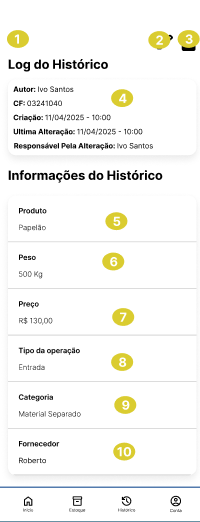 1
2
3
Log do Histórico
Autor: Ivo Santos
CF: 03241040
4
Criação: 11/04/2025 - 10:00
Ultima Alteração: 11/04/2025 - 10:00
Responsável Pela Alteração: Ivo Santos
Informações do Histórico
Produto
5
Papelão
Peso
6
500 Kg
Preço
7
R$ 130,00
Tipo da operação
8
Entrada
Categoria
9
Material Separado
Fornecedor
10
Roberto
Início
Estoque
Histórico
Conta